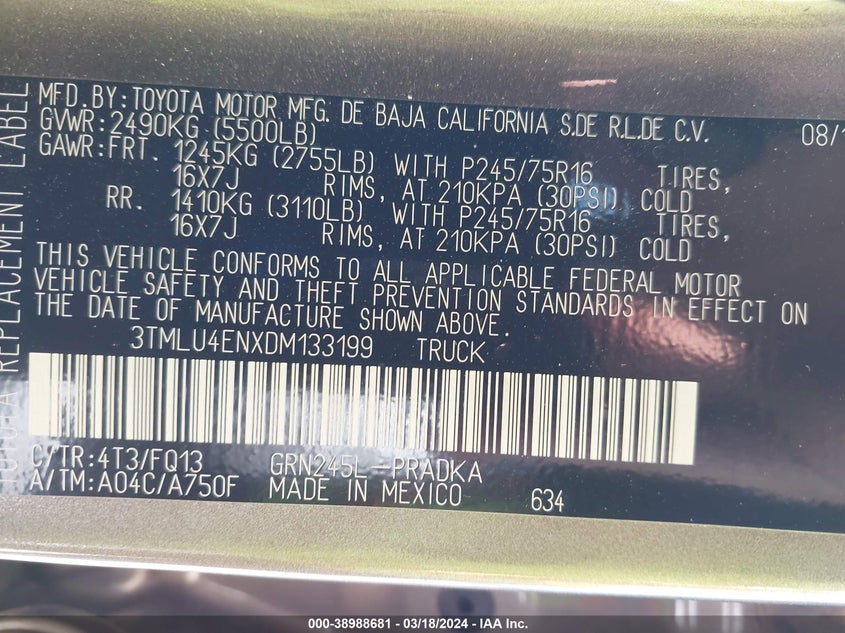 MFD. BY: TOYOTA MOTOR MFG. DE BAJA CALIFORNIA S.DE R.L.DE C.V. 08/1
GVWR: 2490KG (5500LB)
GAWR: FRT. 1245KG (2755LB) WITH P245/75R16 TIRES,
16X7J RIMS, AT 210KPA (30PSI) COLD
RR. 1410KG (3110LB) WITH P245/75R16 TIRES,
16X7J RIMS, AT 210KPA (30PSI) COLD
THIS VEHICLE CONFORMS TO ALL APPLICABLE FEDERAL MOTOR
VEHICLE SAFETY AND THEFT PREVENTION STANDARDS IN EFFECT ON
THE DATE OF MANUFACTURE SHOWN ABOVE.
3TMLU4ENXDM133199 TRUCK
C/TR: 4T3/FQ13 GRN245L-PRADKA
A/TM: A04C/A750F MADE IN MEXICO 634
TOYOTA REPLACEMENT LABEL
000-38988681 / 03/18/2024 - IAA Inc.